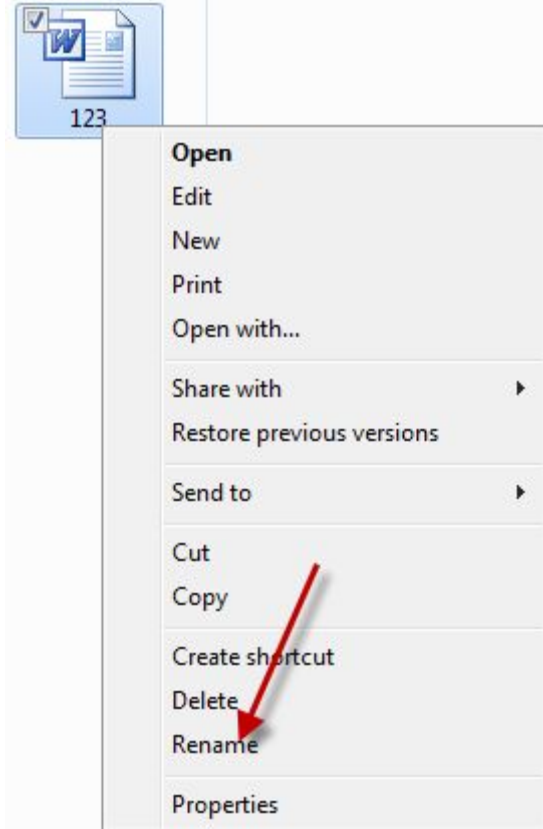 123
Open
Edit
New
Print
Open with...
Share with
Restore previous versions
Send to
Cut
Copy
Create shortcut
Delete
Rename
Properties